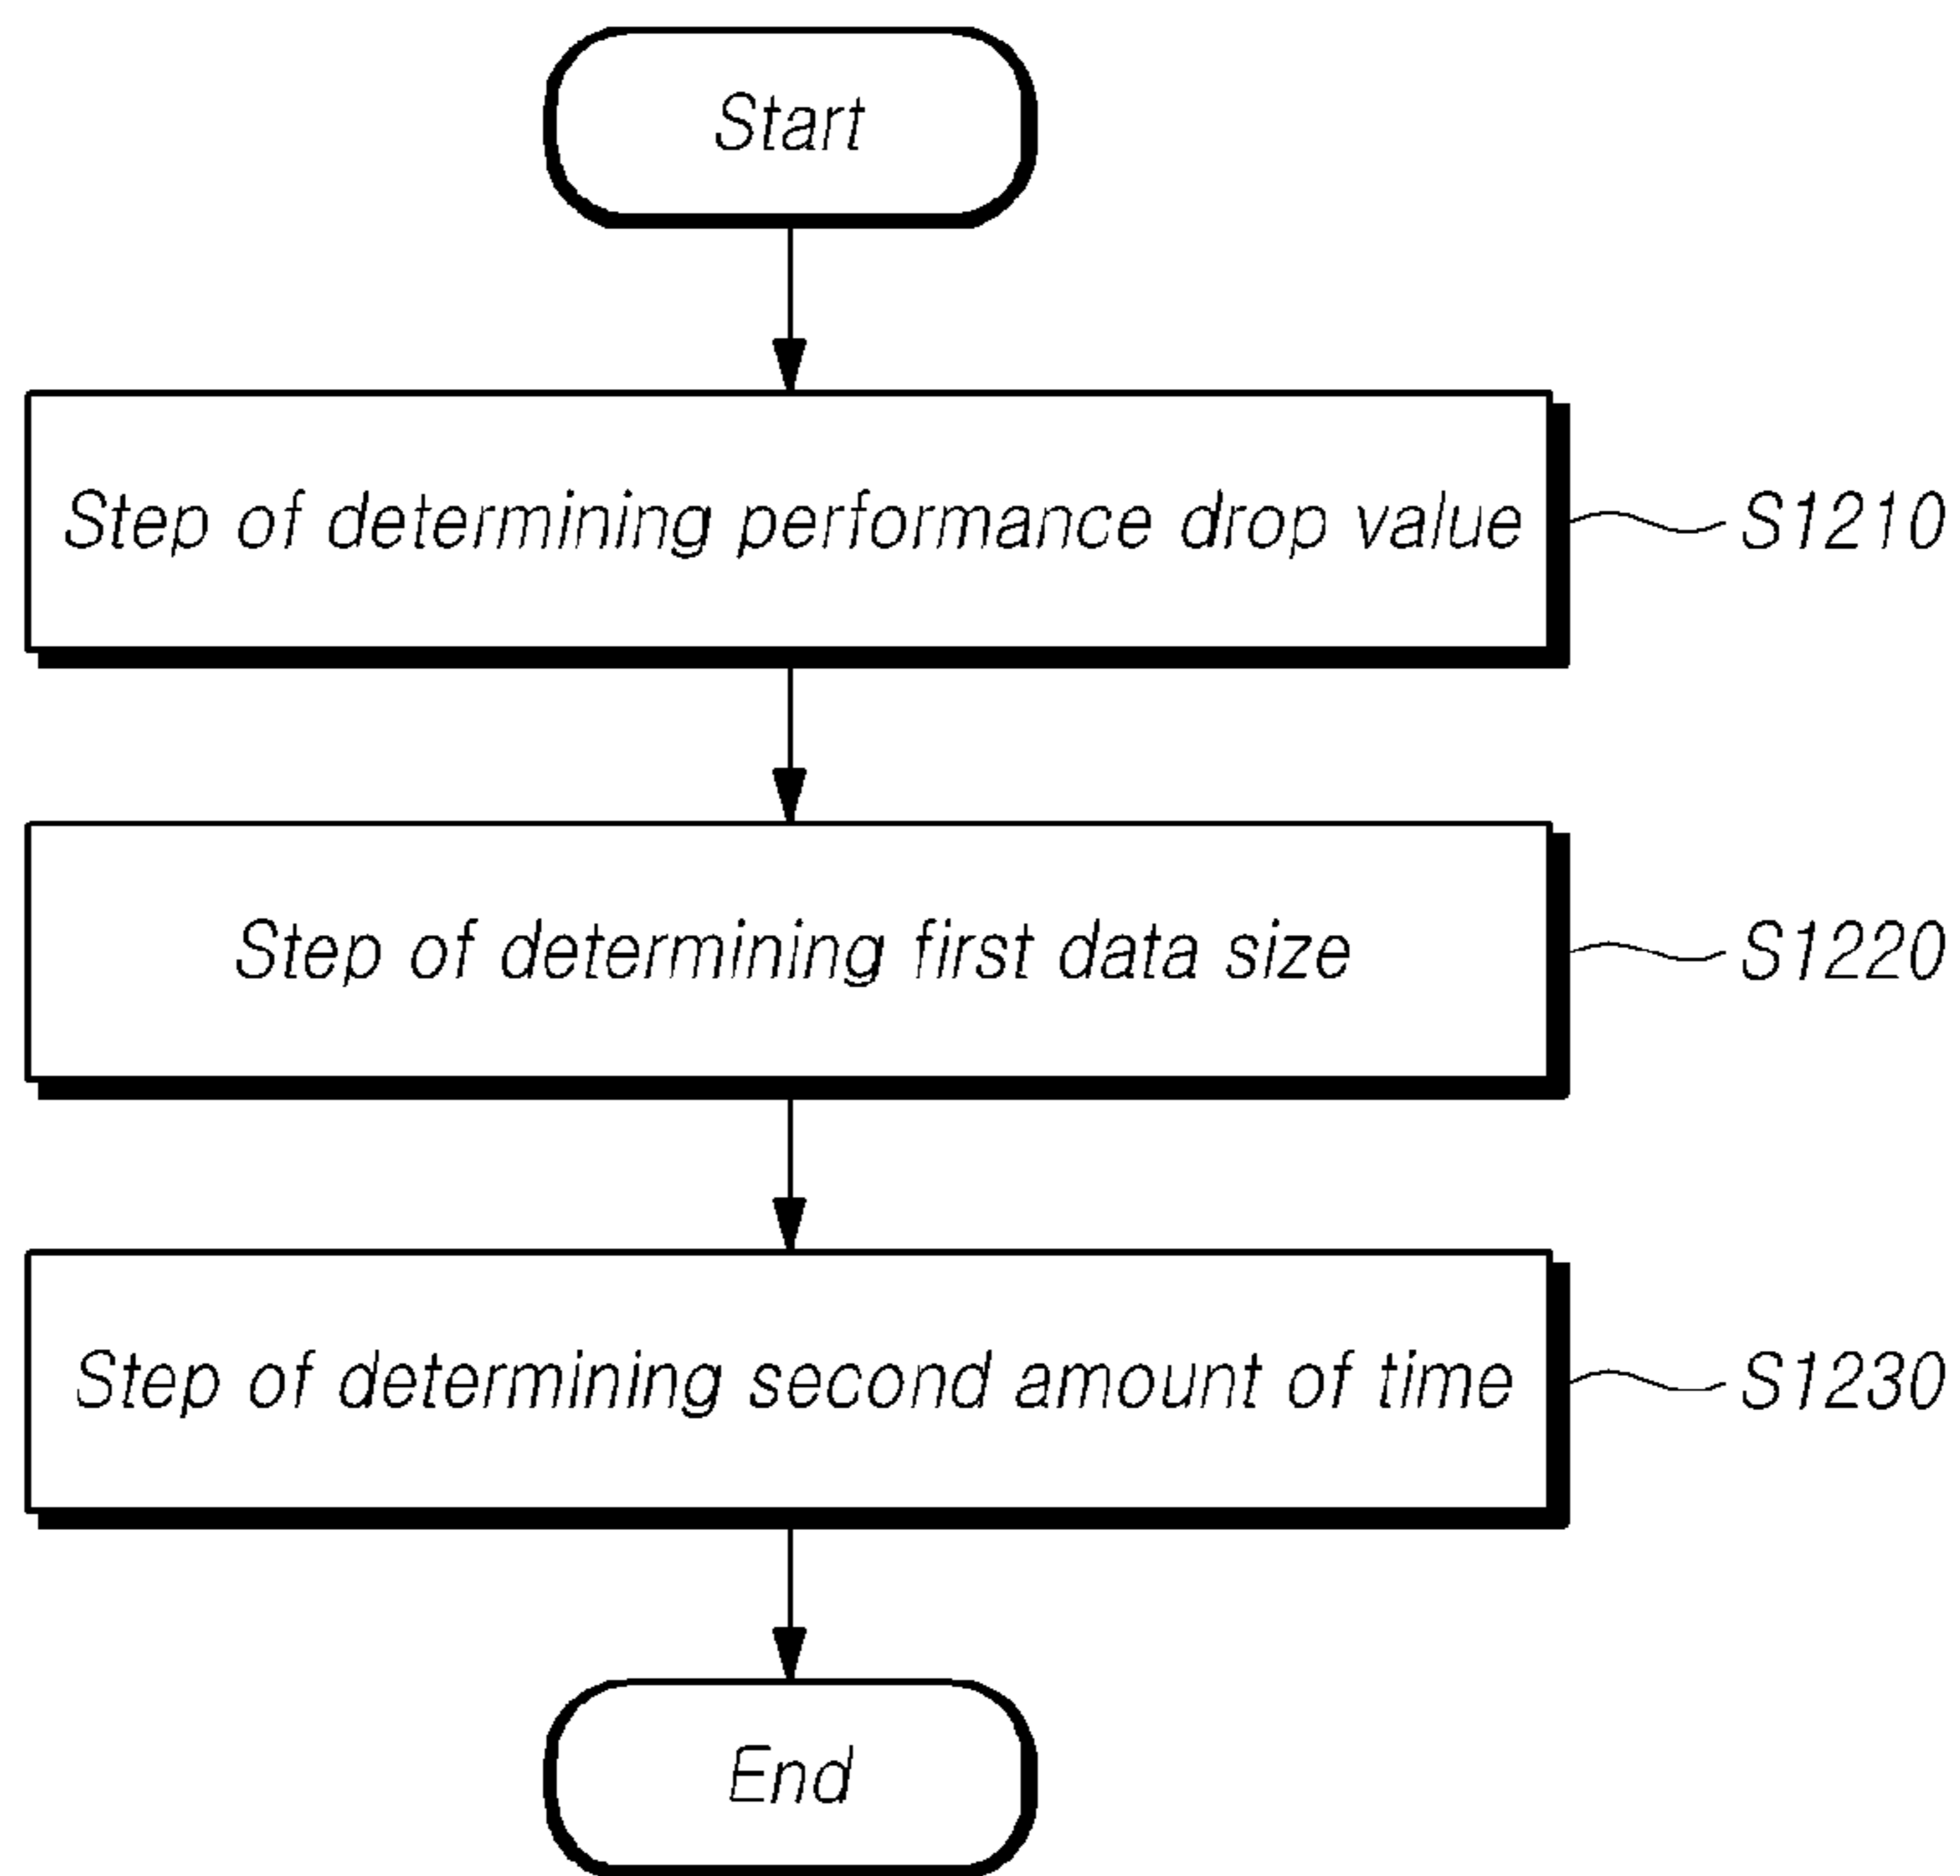 Start
Step of determining performance drop value
S1210
Step of determining first data size
S1220
Step of determining second amount of time
S1230
End